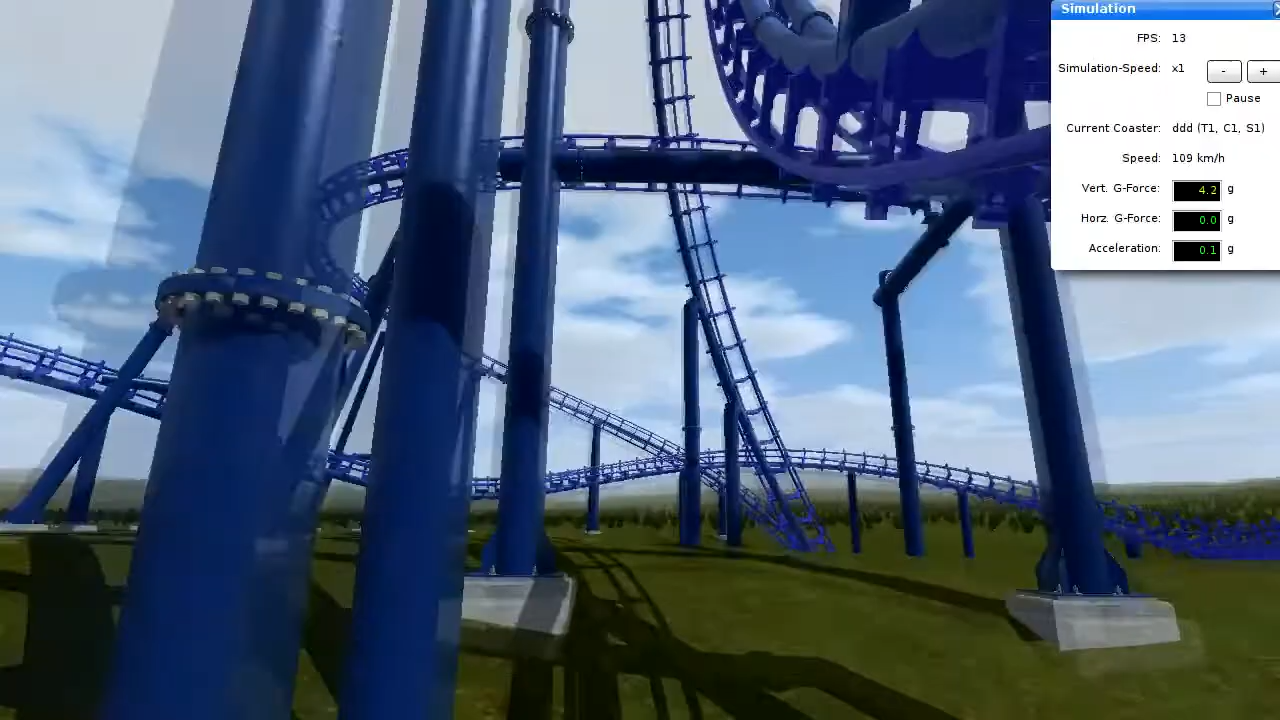 Simulation
FPS: 13
Simulation-Speed: x1 - +
Pause
Current Coaster: ddd (T1, C1, S1)
Speed: 109 km/h
Vert. G-Force: 4.2 g
Horz. G-Force: 0.0 g
Acceleration: 0.1 g